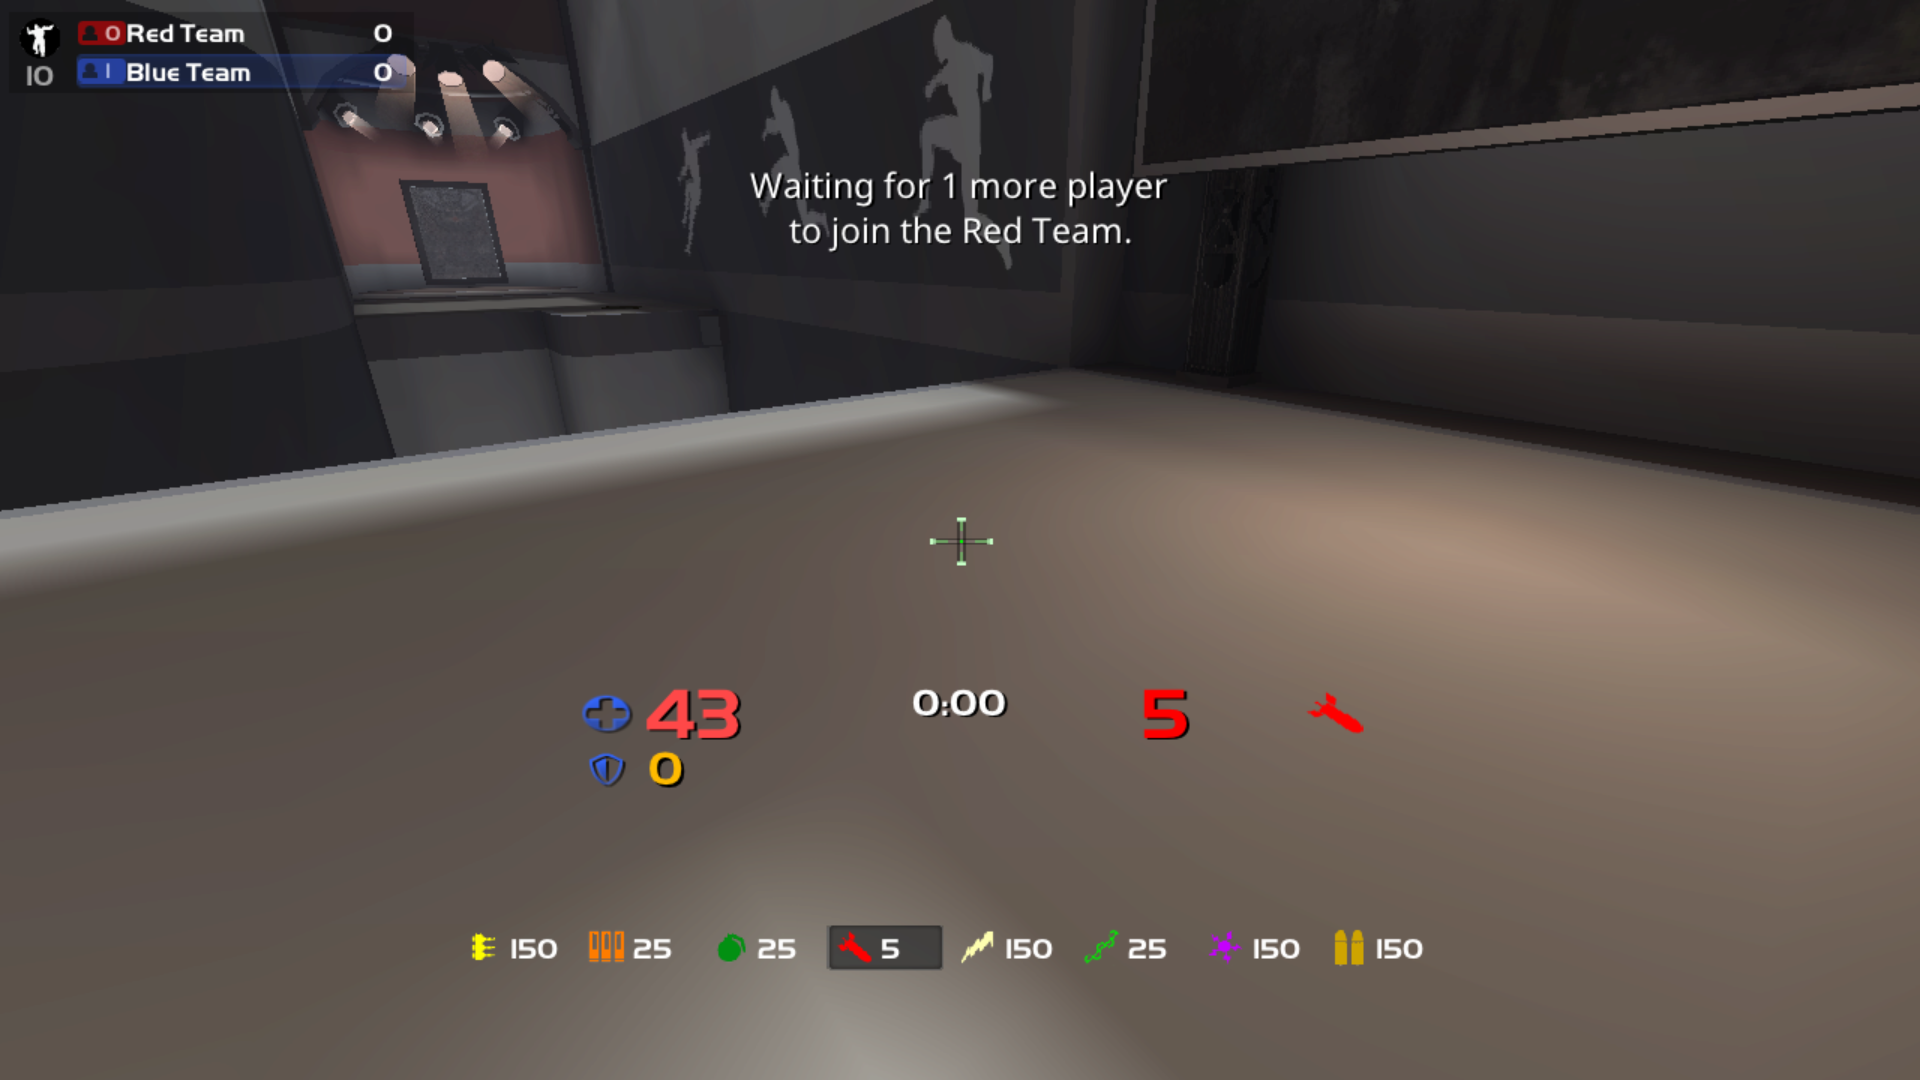 0 Red Team 0
10
1 Blue Team 0
Waiting for 1 more player
to join the Red Team.
43
0:00
5
0
150 25 25 5 150 25 150 150